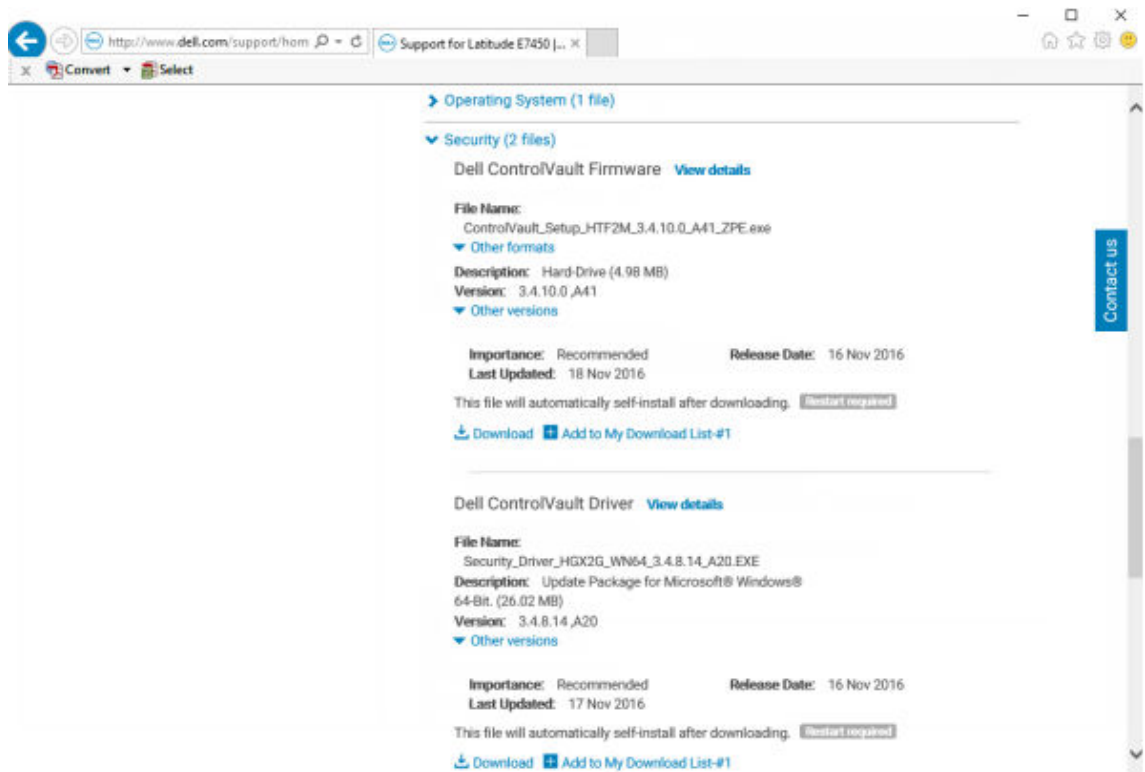 http://www.dell.com/support/hom
Support for Latitude E7450 |...
x Convert Select
Operating System (1 file)
Security (2 files)
Dell ControlVault Firmware View details
File Name:
ControlVault_Setup_HTF2M_3.4.10.0_A41_ZPE.exe
Other formats
Description: Hard-Drive (4.98 MB)
Version: 3.4.10.0 ,A41
Other versions
Importance: Recommended Release Date: 16 Nov 2016
Last Updated: 18 Nov 2016
This file will automatically self-install after downloading. Restart required
Download Add to My Download List-#1
Contact us
Dell ControlVault Driver View details
File Name:
Security_Driver_HGX2G_WN64_3.4.8.14_A20.EXE
Description: Update Package for Microsoft® Windows®
64-Bit. (26.02 MB)
Version: 3.4.8.14 ,A20
Other versions
Importance: Recommended Release Date: 16 Nov 2016
Last Updated: 17 Nov 2016
This file will automatically self-install after downloading. Restart required
Download Add to My Download List-#1